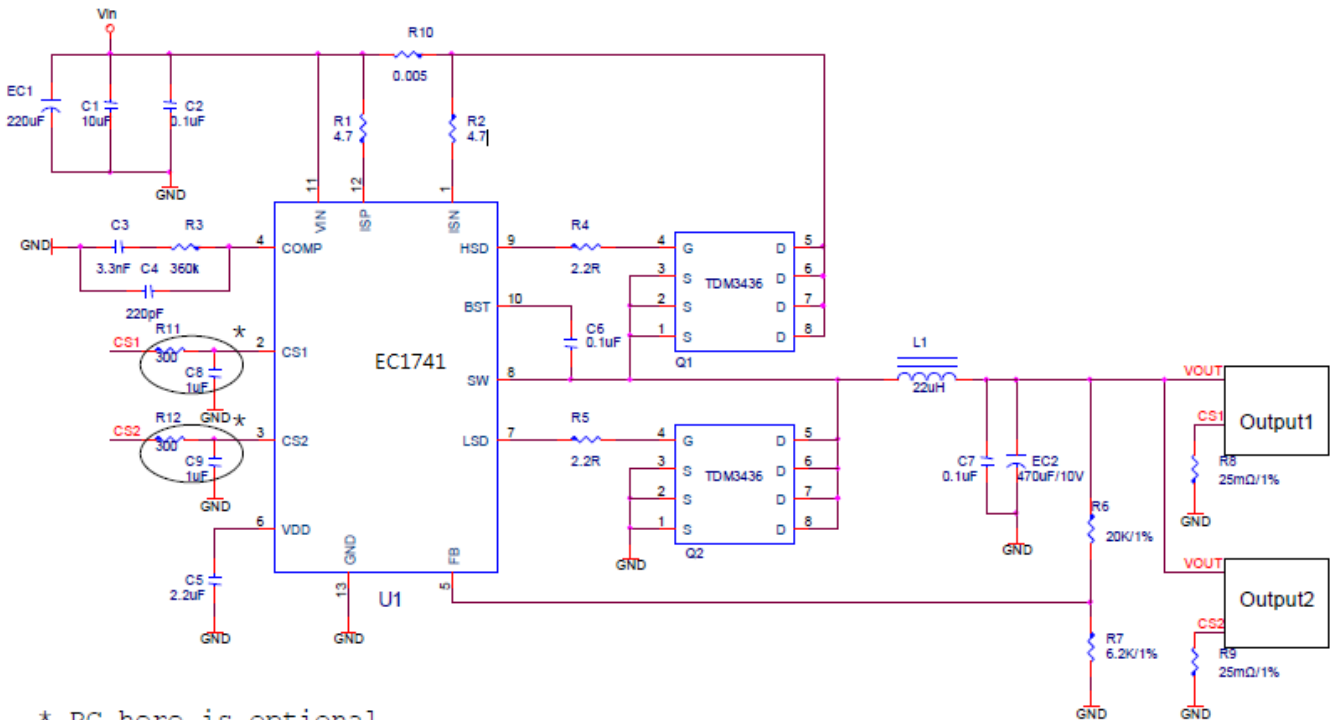 Vin
R10
0.005
EC1
220uF
C1
10uF
C2
0.1uF
R1
4.7
R2
4.7
GND
11
12
1
VIN
ISP
ISN
C3
R3
GND
4
COMP
3.3nF
C4
360k
220pF
HSD
9
R4
2.2R
4
G
D
5
3
S
D
6
TDM3436
2
S
D
7
1
S
D
8
Q1
BST
10
C6
0.1uF
R11
*
CS1
300
2
CS1
C8
1uF
GND
EC1741
SW
8
L1
22uH
R12
*
CS2
300
3
CS2
C9
1uF
GND
LSD
7
R5
2.2R
4
G
D
5
3
S
D
6
TDM3436
2
S
D
7
1
S
D
8
Q2
GND
C7
0.1uF
EC2
470uF/10V
GND
VOUT
CS1
Output1
R8
25mΩ/1%
GND
R6
20K/1%
6
VDD
C5
2.2uF
GND
GND
13
GND
FB
5
U1
VOUT
CS2
Output2
R9
25mΩ/1%
GND
R7
6.2K/1%
GND
* RC here is optional